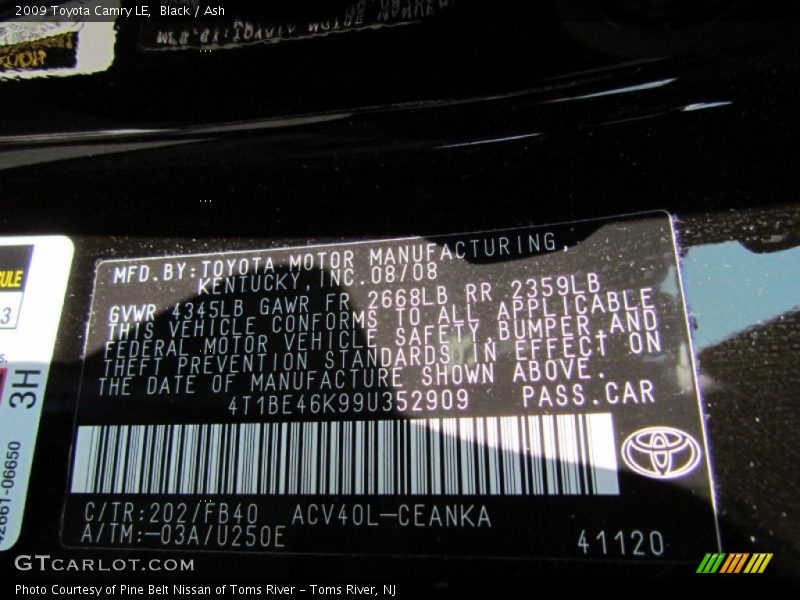 2009 Toyota Camry LE, Black / Ash
MFD.BY:TOYOTA MOTOR MANUFACTURING,
KENTUCKY,INC.08/08
GVWR 4345LB GAWR FR 2668LB RR 2359LB
THIS VEHICLE CONFORMS TO ALL APPLICABLE
FEDERAL MOTOR VEHICLE SAFETY,BUMPER,AND
THEFT PREVENTION STANDARDS IN EFFECT ON
THE DATE OF MANUFACTURE SHOWN ABOVE.
4T1BE46K99U352909 PASS.CAR
C/TR:202/FB40 ACV40L-CEANKA
A/TM:-03A/U250E
41120
3H
42661-06650
GTCARLOT.COM
Photo Courtesy of Pine Belt Nissan of Toms River – Toms River, NJ